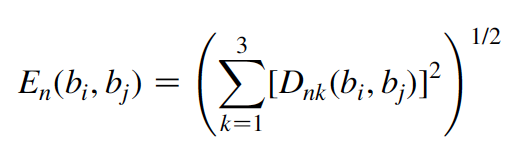 E_n(b_i, b_j) = \left( \sum_{k=1}^{3} [D_{nk}(b_i, b_j)]^2 \right)^{1/2}